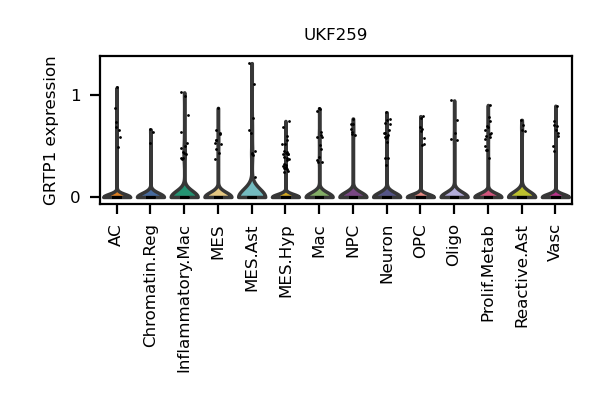 UKF259
GRTP1 expression
1
0
AC
Chromatin.Reg
Inflammatory.Mac
MES
MES.Ast
MES.Hyp
Mac
NPC
Neuron
OPC
Oligo
Prolif.Metab
Reactive.Ast
Vasc